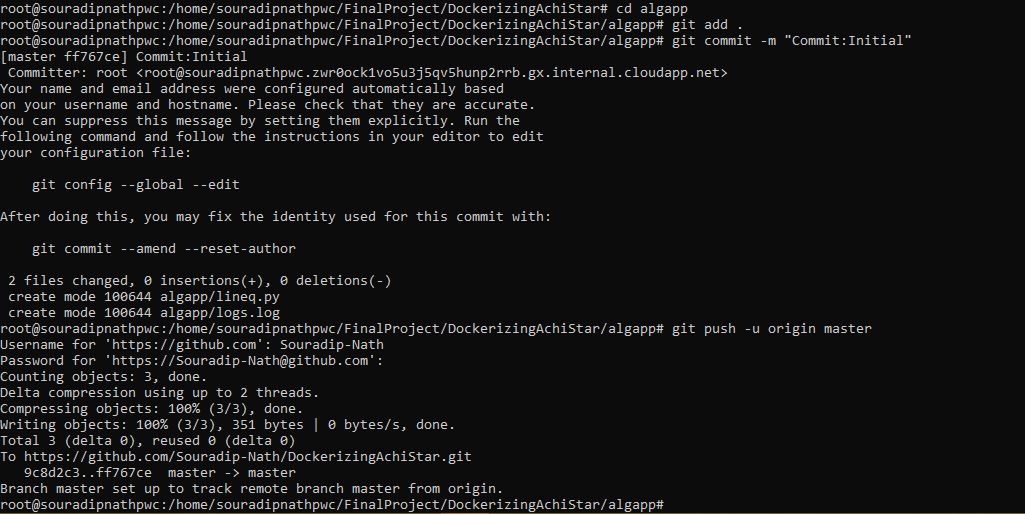 root@souradipnathpwc:/home/souradipnathpwc/FinalProject/DockerizingAchiStar# cd algapp
root@souradipnathpwc:/home/souradipnathpwc/FinalProject/DockerizingAchiStar/algapp# git add .
root@souradipnathpwc:/home/souradipnathpwc/FinalProject/DockerizingAchiStar/algapp# git commit -m "Commit:Initial"
[master ff767ce] Commit:Initial
 Committer: root <root@souradipnathpwc.zwr0ock1vo5u3j5qv5hunp2rrb.gx.internal.cloudapp.net>
Your name and email address were configured automatically based
on your username and hostname. Please check that they are accurate.
You can suppress this message by setting them explicitly. Run the
following command and follow the instructions in your editor to edit
your configuration file:

    git config --global --edit

After doing this, you may fix the identity used for this commit with:

    git commit --amend --reset-author

 2 files changed, 0 insertions(+), 0 deletions(-)
 create mode 100644 algapp/lineq.py
 create mode 100644 algapp/logs.log
root@souradipnathpwc:/home/souradipnathpwc/FinalProject/DockerizingAchiStar/algapp# git push -u origin master
Username for 'https://github.com': Souradip-Nath
Password for 'https://Souradip-Nath@github.com':
Counting objects: 3, done.
Delta compression using up to 2 threads.
Compressing objects: 100% (3/3), done.
Writing objects: 100% (3/3), 351 bytes | 0 bytes/s, done.
Total 3 (delta 0), reused 0 (delta 0)
To https://github.com/Souradip-Nath/DockerizingAchiStar.git
   9c8d2c3..ff767ce  master -> master
Branch master set up to track remote branch master from origin.
root@souradipnathpwc:/home/souradipnathpwc/FinalProject/DockerizingAchiStar/algapp#